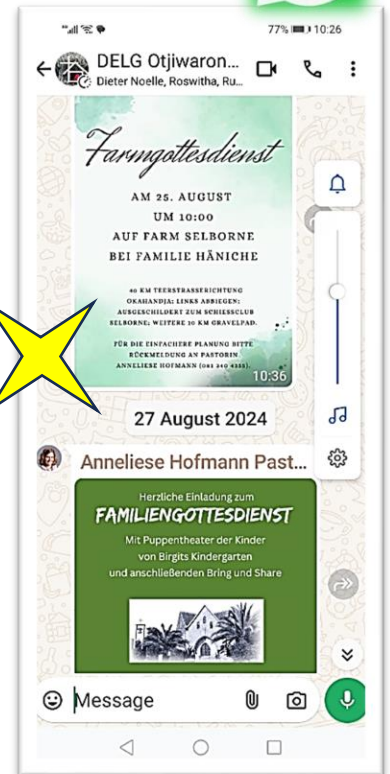 77% 10:26
DELG Otjiwaron...
Dieter Noelle, Roswitha, Ru...
Farmgottesdienst
AM 25. AUGUST
UM 10:00
AUF FARM SELBORNE
BEI FAMILIE HÄNICHE
40 KM TEERSTRASSERICHTUNG
OKAHANDJA; LINKS ABBIEGEN;
AUSGESCHILDERT ZUM SCHIESSCLUB
SELBORNE; WEITERE 20 KM GRAVELPAD.
FÜR DIE EINFACHERE PLANUNG BITTE
RÜCKMELDUNG AN PASTORIN
ANNELIESE HOFMANN
10:36
27 August 2024
Anneliese Hofmann Past...
Herzliche Einladung zum
FAMILIENGOTTESDIENST
Mit Puppentheater der Kinder
von Birgits Kindergarten
und anschließenden Bring und Share
Message